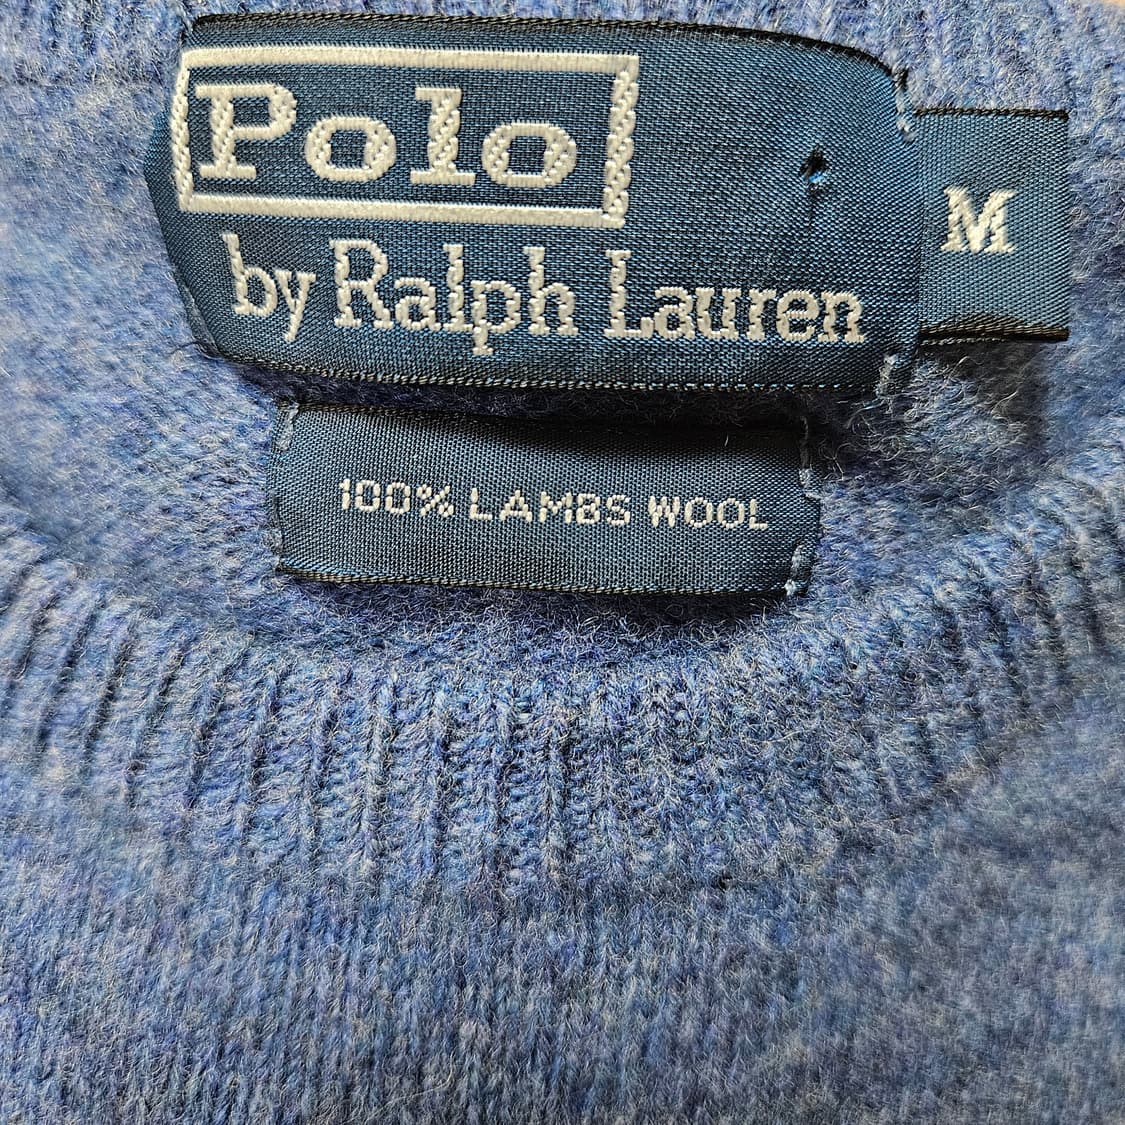 Polo
by Ralph Lauren
M
100% LAMBS WOOL